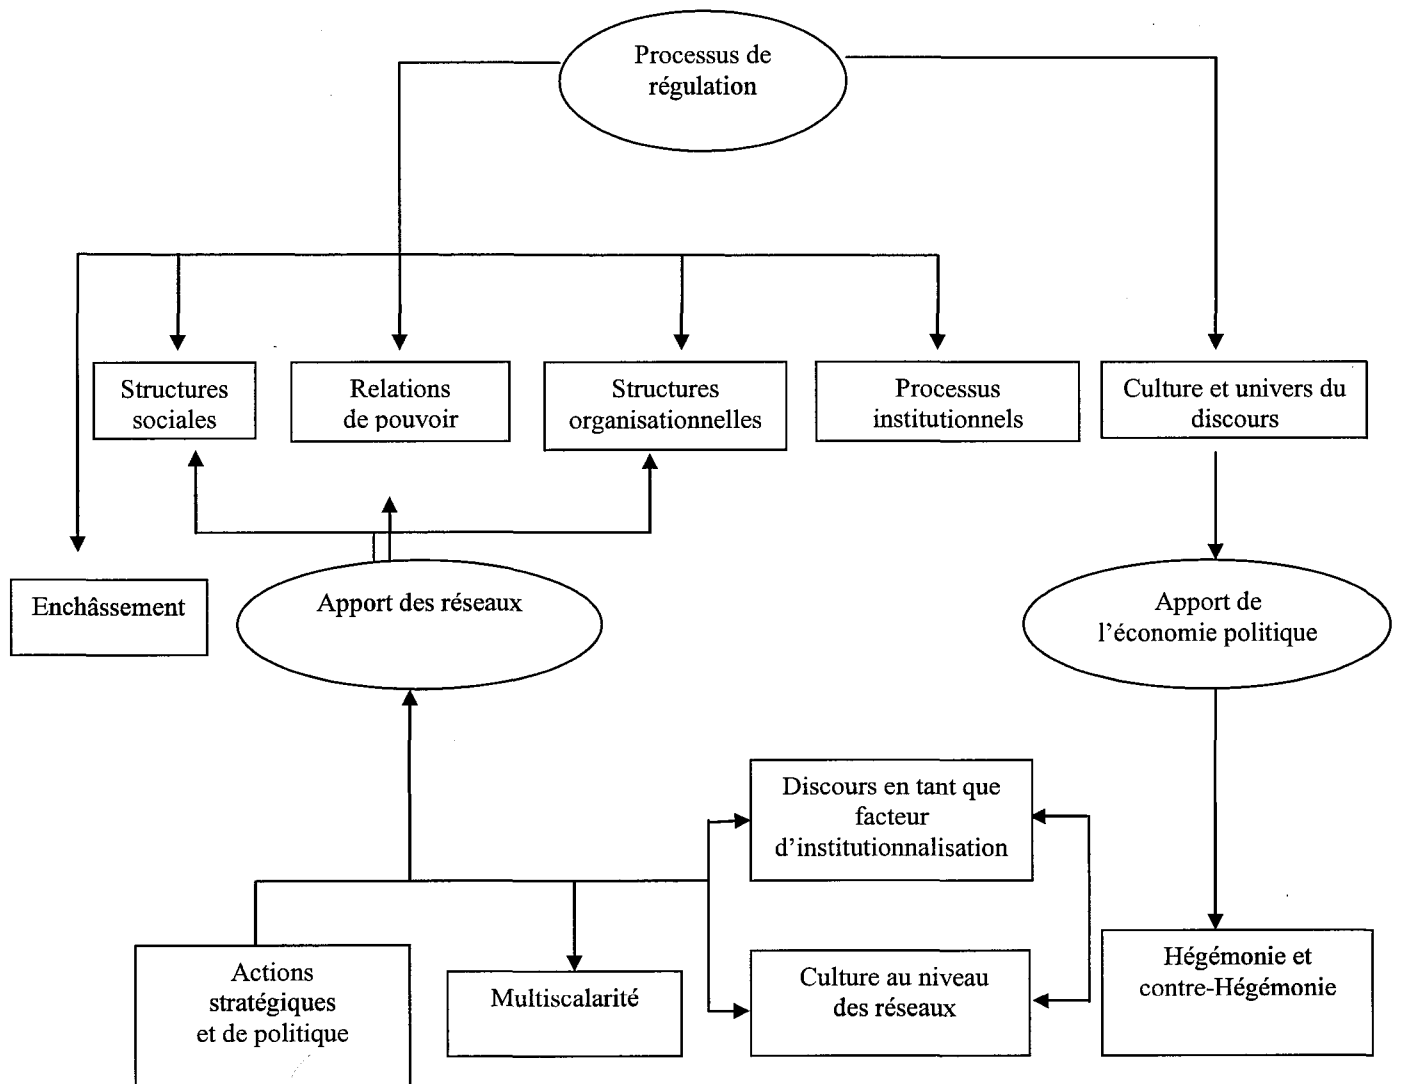 Processus de
régulation
Structures
sociales
Relations
de pouvoir
Structures
organisationnelles
Processus
institutionnels
Culture et univers du
discours
Enchâssement
Apport des réseaux
Apport de
l'économie politique
Discours en tant que
facteur
d'institutionnalisation
Actions
stratégiques
et de politique
Multiscalarité
Culture au niveau
des réseaux
Hégémonie et
contre-Hégémonie